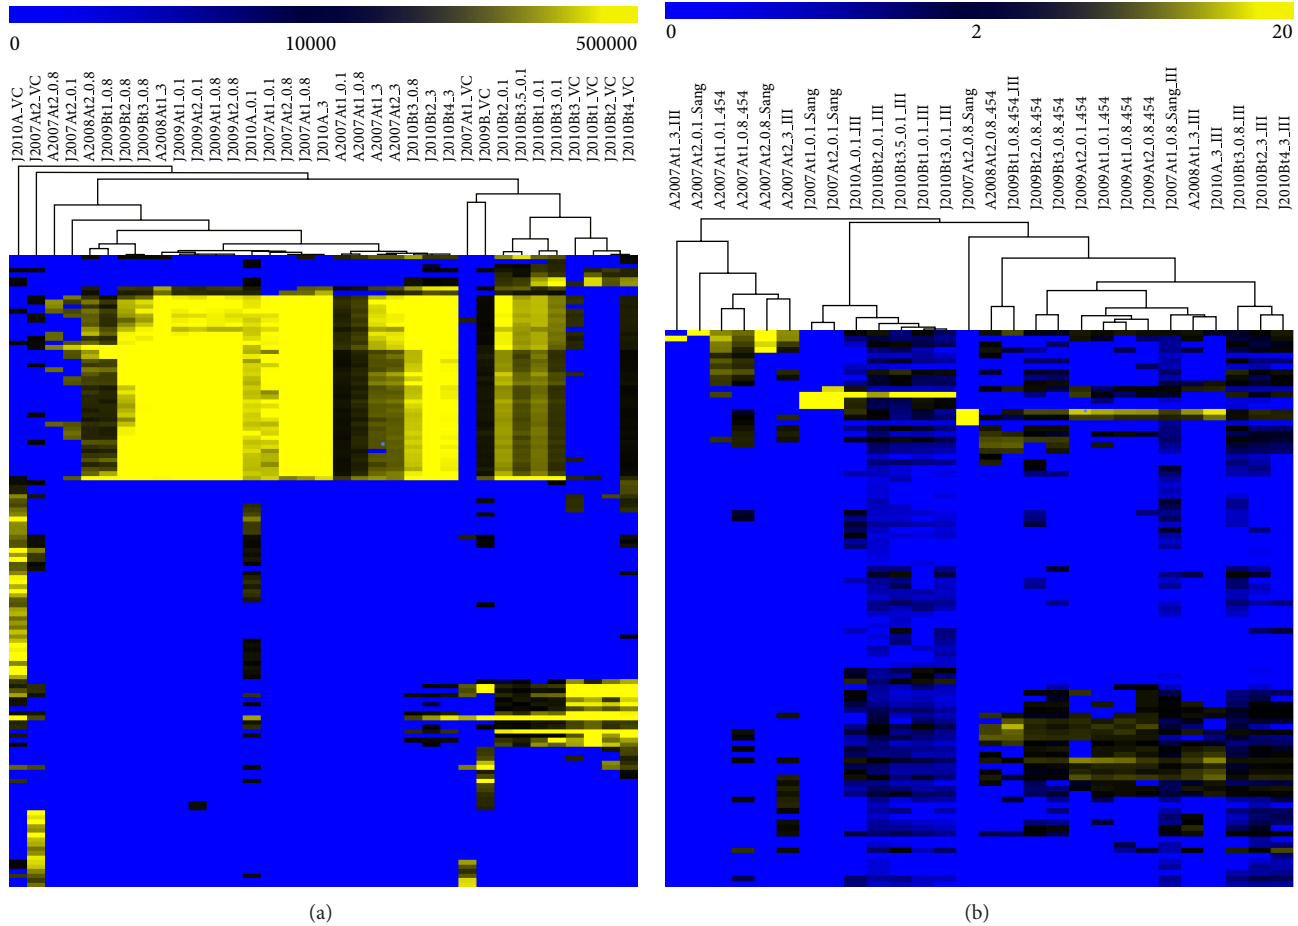 0 10000 500000
0 2 20
J2010A_VC
J2007At2_VC
A2007At2_0.8
J2007At2_0.1
A2008At2_0.8
J2009Bt1_0.8
J2009Bt2_0.8
J2009Bt3_0.8
A2008At1_3
J2009At1_0.1
J2009At2_0.1
J2009At1_0.8
J2009At2_0.8
J2010A_0.1
J2007At1_0.1
J2007At2_0.8
J2007At1_0.8
J2010A_3
A2007At1_0.1
A2007At1_0.8
A2007At1_3
A2007At2_3
J2010Bt3_0.8
J2010Bt2_3
J2010Bt4_3
J2007At1_VC
J2009B_VC
J2010Bt2_0.1
J2010Bt3.5_0.1
J2010Bt1_0.1
J2010Bt3_0.1
J2010Bt3_VC
J2010Bt1_VC
J2010Bt2_VC
J2010Bt4_VC
A2007At1_3_III
A2007At2_0.1_Sang
A2007At1_0.1_454
A2007At1_0.8_454
A2007At2_0.8_Sang
A2007At2_3_III
J2007At1_0.1_Sang
J2007At2_0.1_Sang
J2010A_0.1_III
J2010Bt2_0.1_III
J2010Bt3.5_0.1_III
J2010Bt1_0.1_III
J2010Bt3_0.1_III
J2007At2_0.8_Sang
A2008At2_0.8_454
J2009Bt1_0.8_454_III
J2009Bt2_0.8_454
J2009Bt3_0.8_454
J2009At2_0.1_454
J2009At1_0.1_454
J2009At1_0.8_454
J2009At2_0.8_454
J2007At1_0.8_Sang_III
A2008At1_3_III
J2010A_3_III
J2010Bt3_0.8_III
J2010Bt2_3_III
J2010Bt4_3_III
(a)
(b)